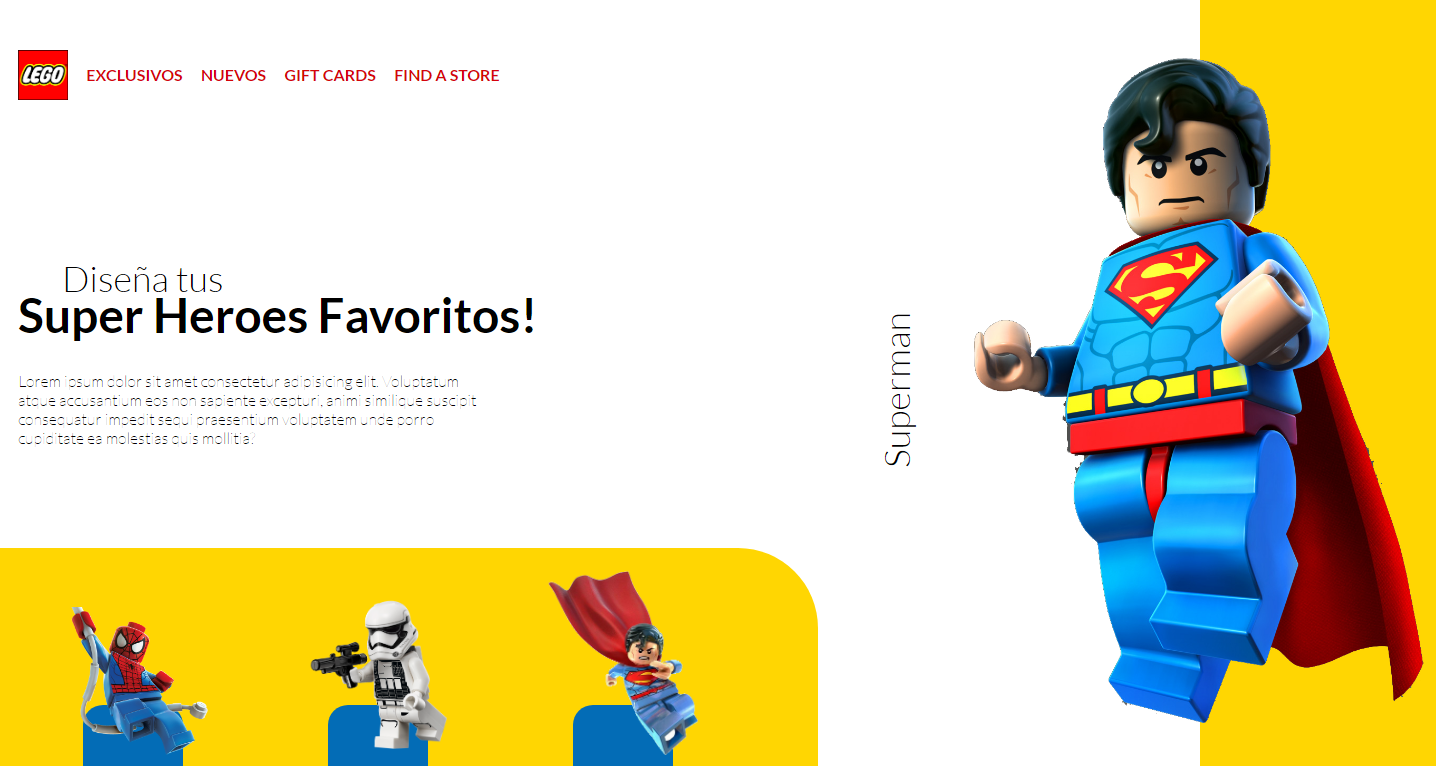 LEGO
EXCLUSIVOS NUEVOS GIFT CARDS FIND A STORE
Diseña tus
Super Heroes Favoritos!
Lorem ipsum dolor sit amet consectetur adipisicing elit. Voluptatum
atque accusantium eos non sapiente excepturi, animi similique suscipit
consequatur impedit sequi praesentium voluptatem unde porro
cupiditate ea molestias quis mollitia?
Superman
S